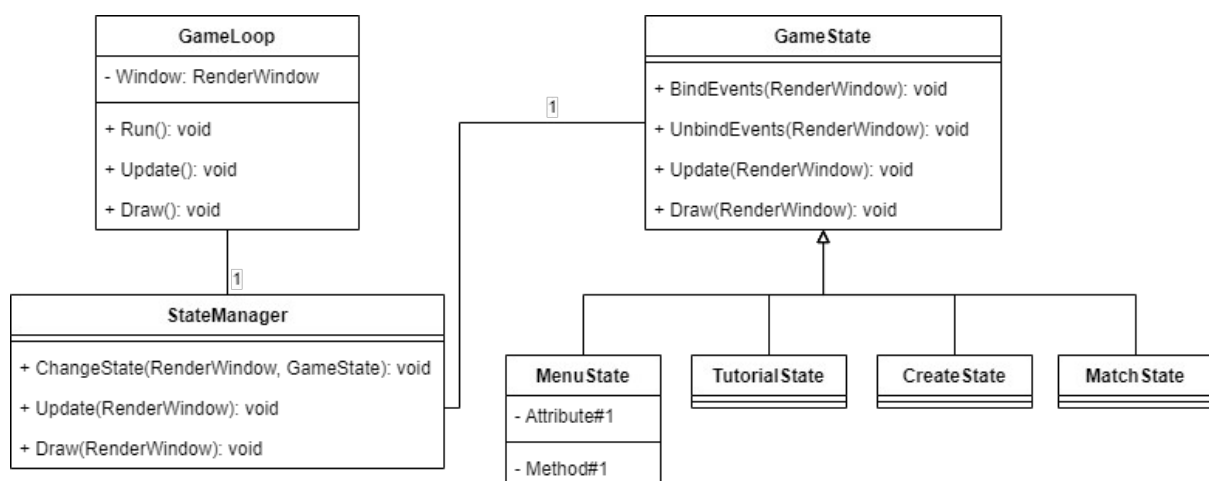 GameLoop
- Window: RenderWindow
+ Run(): void
+ Update(): void
+ Draw(): void
1
StateManager
+ ChangeState(RenderWindow, GameState): void
+ Update(RenderWindow): void
+ Draw(RenderWindow): void
1
GameState
+ BindEvents(RenderWindow): void
+ UnbindEvents(RenderWindow): void
+ Update(RenderWindow): void
+ Draw(RenderWindow): void
MenuState
- Attribute#1
- Method#1
TutorialState
CreateState
MatchState